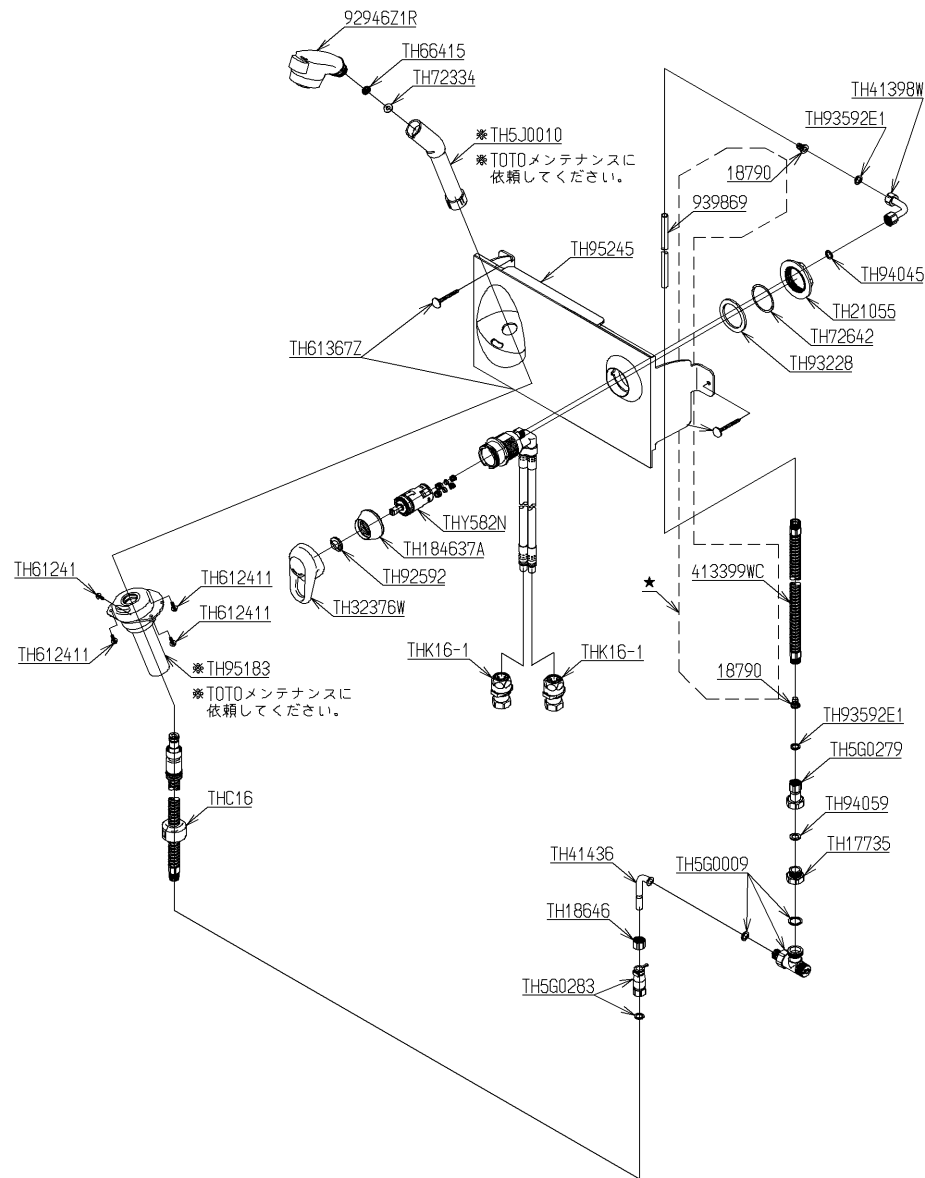 92946Z1R
TH66415
TH72334
※TH5J0010
※TOTOメンテナンスに
依頼してください。
TH41398W
TH93592E1
18790
939869
TH95245
TH94045
TH21055
TH72642
TH93228
TH61367Z
THY582N
TH184637A
TH92592
TH32376W
TH61241
TH612411
TH612411
TH612411
※TH95183
※TOTOメンテナンスに
依頼してください。
★
413399WC
THK16-1
THK16-1
18790
TH93592E1
TH5G0279
TH94059
TH17735
THC16
TH41436
TH5G0009
TH18646
TH5G0283